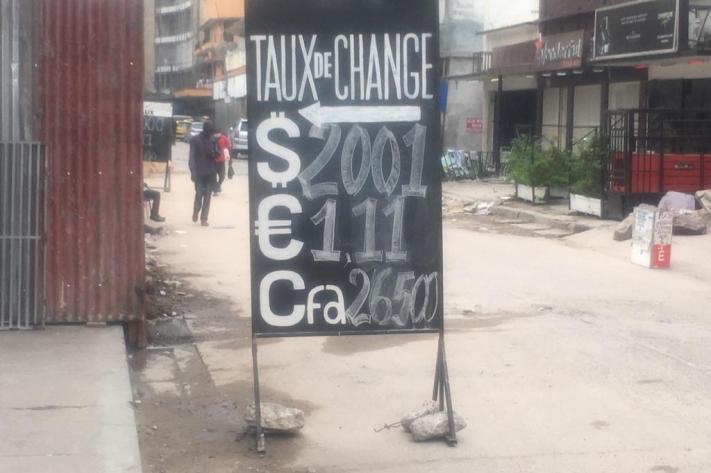 TAUX DE CHANGE
$ 2001
€ 1,11
Cfa 26500